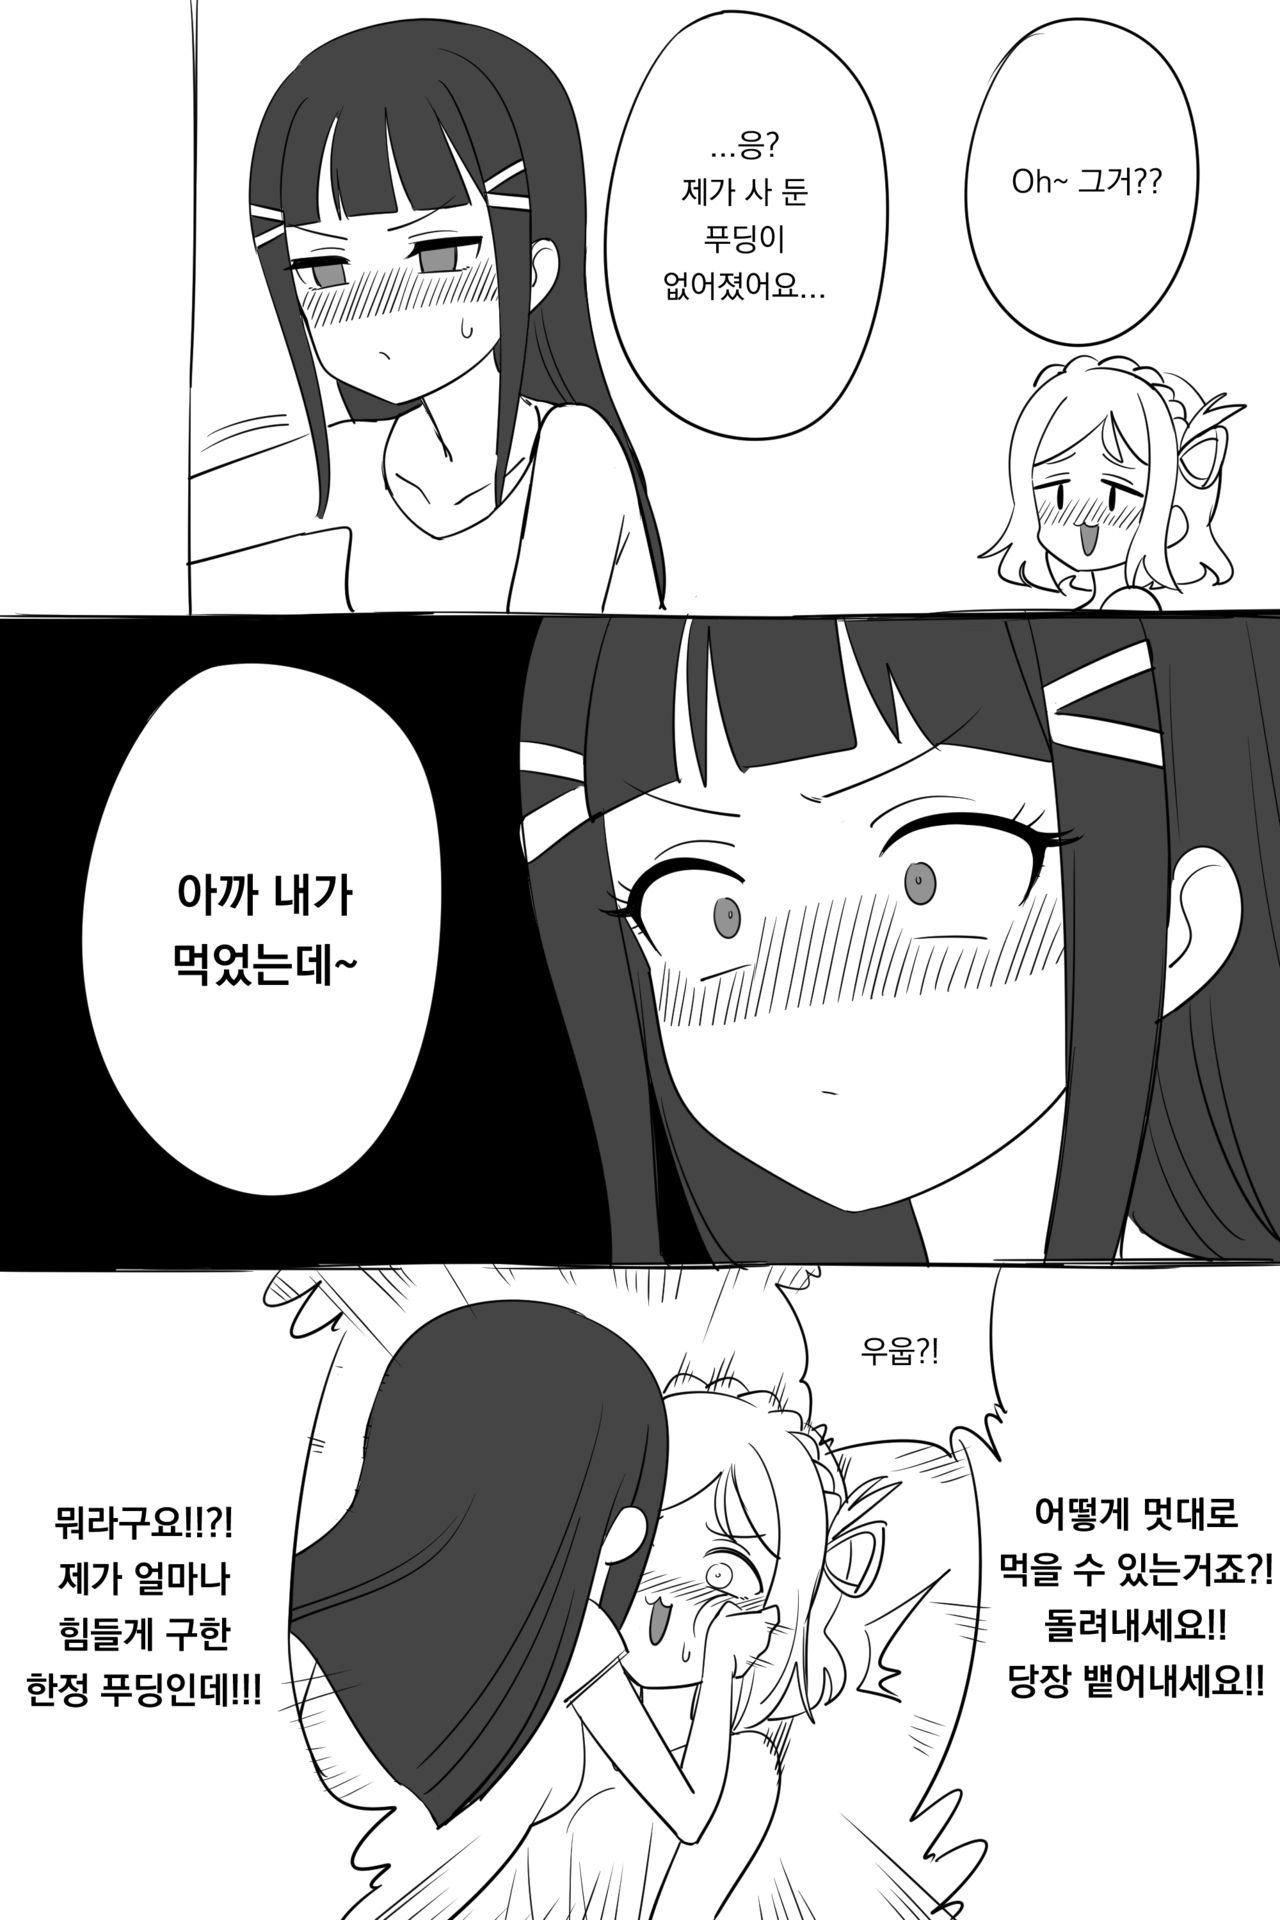 ...응?
제가 사 둔
푸딩이
없어졌어요...
Oh~ 그거??
아까 내가
먹었는데~
우웁?!
뭐라구요!!?!
제가 얼마나
힘들게 구한
한정 푸딩인데!!!
어떻게 멋대로
먹을 수 있는거죠?!
돌려내세요!!
당장 뱉어내세요!!